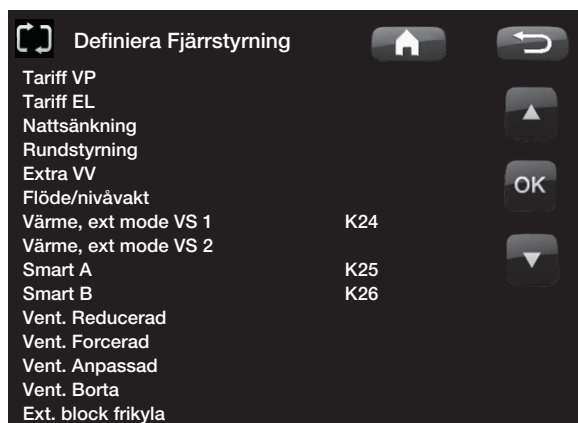 Definiera Fjärrstyrning
Tariff VP
Tariff EL
Nattsänkning
Rundstyrning
Extra VV
OK
Flöde/nivåvakt
Värme, ext mode VS 1 K24
Värme, ext mode VS 2
Smart A K25
Smart B K26
Vent. Reducerad
Vent. Forcerad
Vent. Anpassad
Vent. Borta
Ext. block frikyla